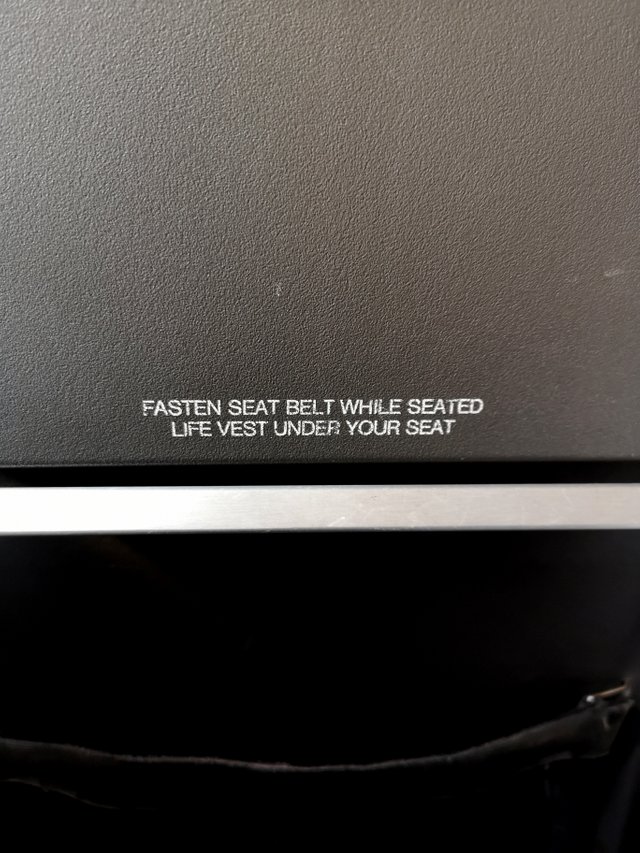 FASTEN SEAT BELT WHILE SEATED
LIFE VEST UNDER YOUR SEAT